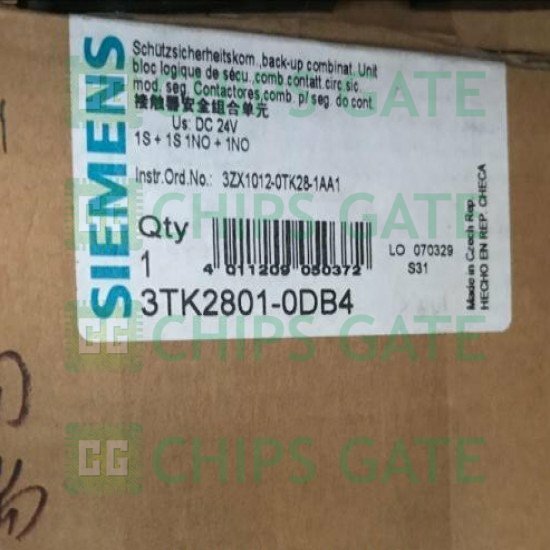 SIEMENS
Schützsicherheitskom.,back-up combinat. Unit
bloc logique de sécu.,comb.contatt.circ.sic.
mod. seg. Contactores,comb. p/ seg. do cont.
接触器安全组合单元
Us: DC 24V
1S + 1S 1NO + 1NO
Instr.Ord.No.: 3ZX1012-0TK28-1AA1
Qty
1
4 011209 050372
LO 070329
S31
Made in Czech Rep
HECHO EN REP. CHECA
3TK2801-0DB4
CHIPS GATE
CHIPS GATE
CHIPS GATE
CHIPS GATE